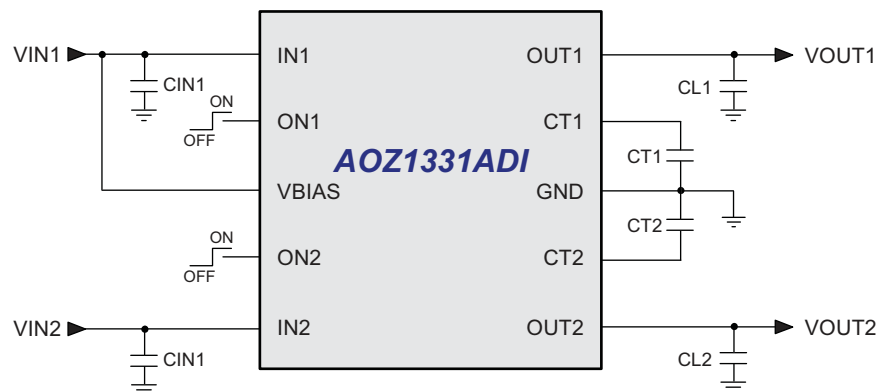 VIN1
IN1
OUT1
VOUT1
CIN1
CL1
ON
OFF
ON1
CT1
CT1
AOZ1331ADI
VBIAS
GND
ON
OFF
ON2
CT2
CT2
VIN2
IN2
OUT2
VOUT2
CIN1
CL2